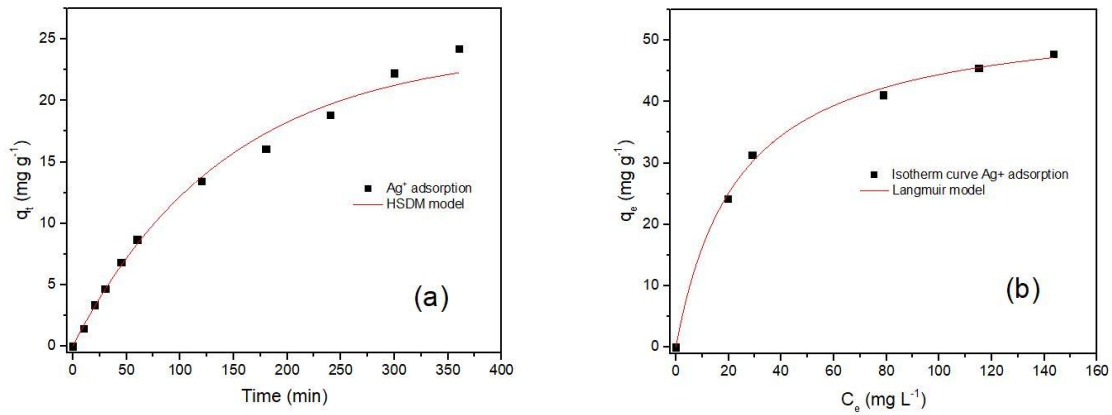 25
20
15
10
5
0
q_t (mg g⁻¹)
Ag⁺ adsorption
HSDM model
(a)
0 50 100 150 200 250 300 350 400
Time (min)
50
40
30
20
10
0
q_e (mg g⁻¹)
Isotherm curve Ag+ adsorption
Langmuir model
(b)
0 20 40 60 80 100 120 140 160
C_e (mg L⁻¹)